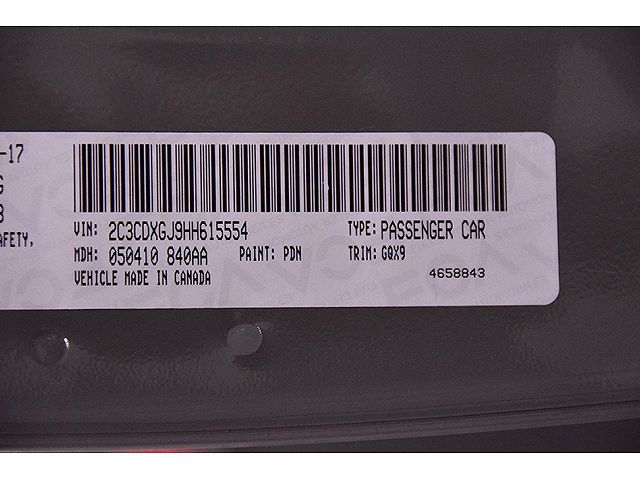 -17
G
3
AFETY,
VIN: 2C3CDXGJ9HH615554
TYPE: PASSENGER CAR
MDH: 050410 840AA
PAINT: PDN
TRIM: GQX9
VEHICLE MADE IN CANADA
4658843